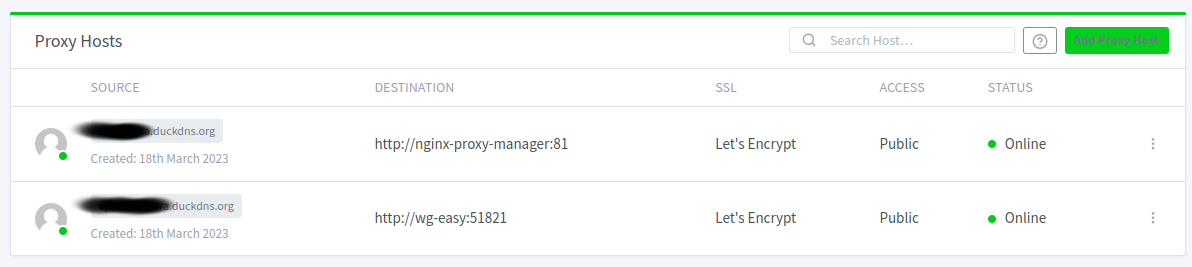 Proxy Hosts
Search Host…
Add Proxy Host
SOURCE DESTINATION SSL ACCESS STATUS
.duckdns.org
http://nginx-proxy-manager:81 Let's Encrypt Public Online
Created: 18th March 2023
.duckdns.org
http://wg-easy:51821 Let's Encrypt Public Online
Created: 18th March 2023